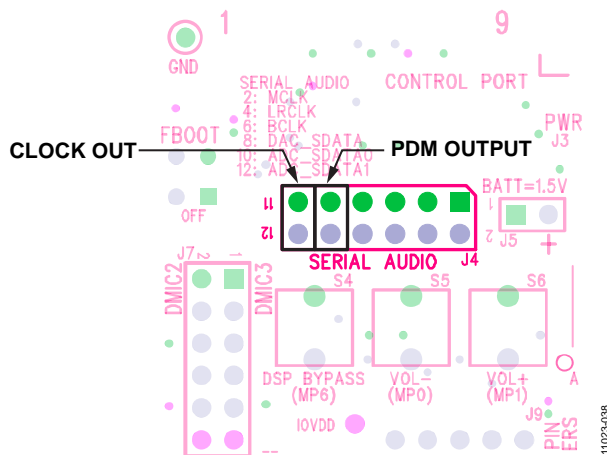 1
9
GND
SERIAL AUDIO
2: MCLK
4: LRCLK
6: BCLK
8: DAC_SDATA
10: ADC_SDATA0
12: ADC_SDATA1
CONTROL PORT
PWR
J3
FBOOT
OFF
CLOCK OUT
PDM OUTPUT
BATT=1.5V
11
12
1
2
J5
+
SERIAL AUDIO
J4
J7
2
1
DMIC2
DMIC3
S4
S5
S6
DSP BYPASS
(MP6)
VOL-
(MP0)
VOL+
(MP1)
A
IOVDD
J9
PIN
ERS
11
11023-038